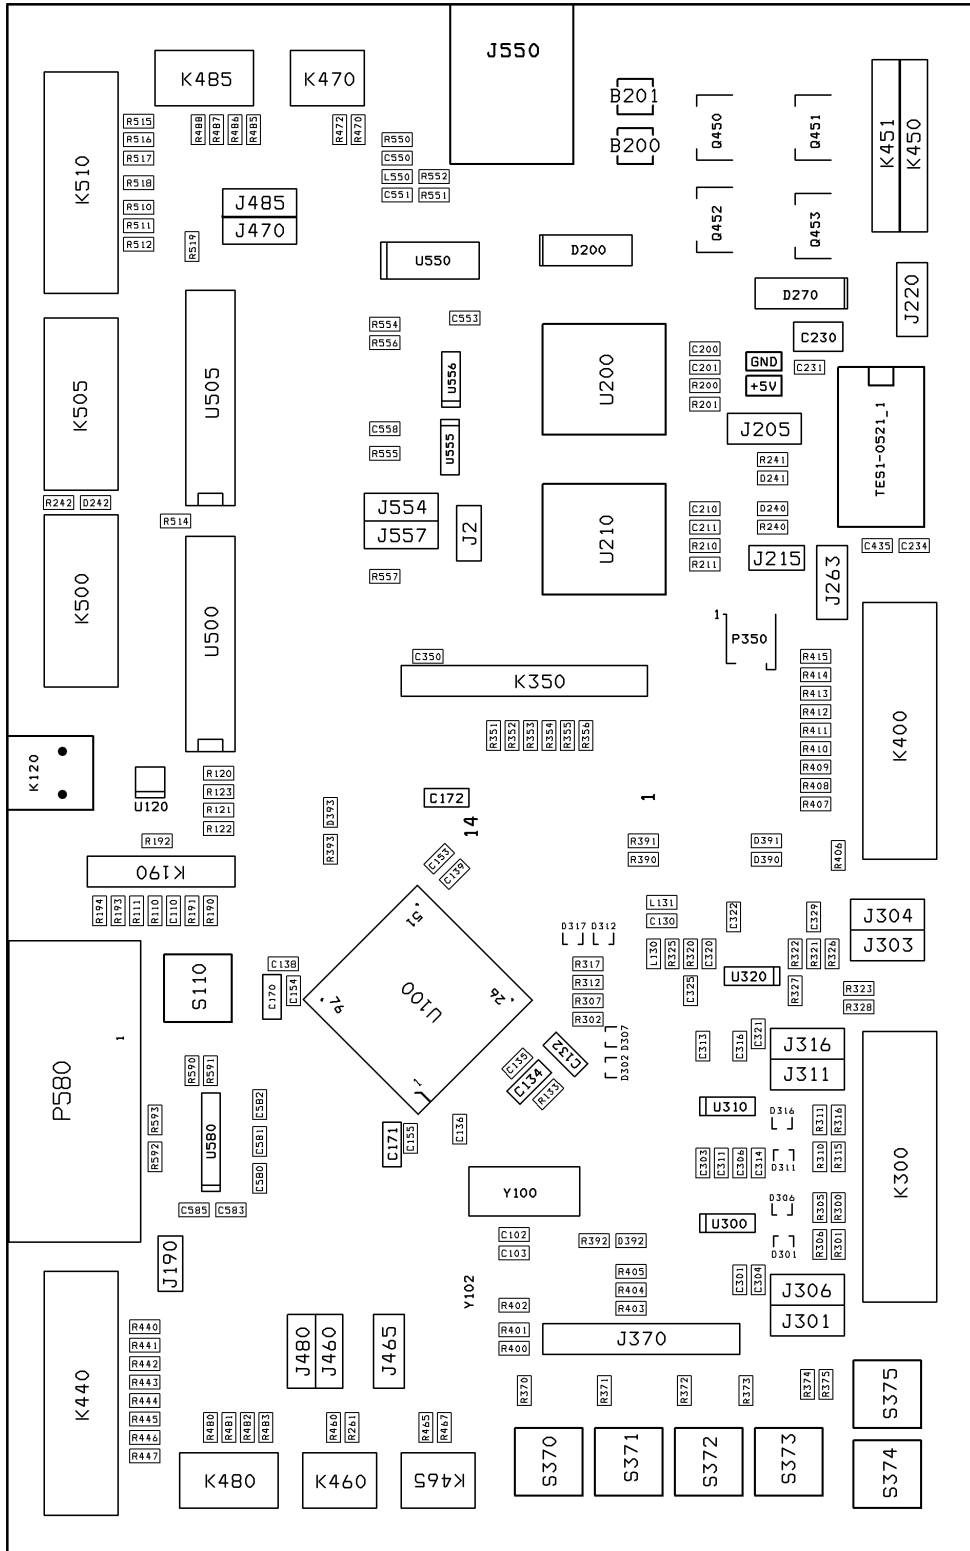 J550
K485
K470
B201
B200
Q450
Q451
K451
K450
R515
R516
R517
R518
R510
R511
R512
K510
R488
R487
R486
R485
R472
R470
R550
C550
L550
R552
C551
R551
J485
J470
R519
U550
D200
Q452
Q453
D270
J220
C230
R554
C553
R556
C200
C201
R200
R201
GND
+5V
C231
K505
U505
U556
U200
TES1-0521_1
J205
C558
R555
U555
R241
D241
R242
D242
R514
J554
J557
J2
U210
C210
C211
R210
R211
D240
R240
J215
J263
C435
C234
K500
U500
R557
1
P350
C350
K350
R415
R414
R413
R412
R411
R410
R409
R408
R407
K400
R351
R352
R353
R354
R355
R356
K120
U120
R120
R123
R121
R122
C172
14
1
D393
R393
R192
K190
C153
C139
R391
R390
D391
D390
R406
R194
R193
R111
R110
C110
R191
R190
51
26
76
1
U100
L131
C130
C322
C329
J304
J303
D317
D312
R317
R312
R307
R302
L130
R325
R320
C320
R322
R321
R326
U320
C325
R327
R323
R328
S110
C138
C170
C154
1
P580
D307
D302
C132
C135
C134
R133
C313
C316
C321
J316
J311
R590
R591
C582
C581
C580
R593
R592
U580
C585
C583
C171
C155
C136
U310
D316
R311
R316
C303
C311
C306
C314
D311
R310
R315
K300
Y100
U300
D306
R305
R300
D301
R306
R301
C102
C103
R392
D392
J190
Y102
R405
R404
R403
C301
C304
J306
J301
R402
R401
R400
J370
R440
R441
R442
R443
R444
R445
R446
R447
K440
J480
J460
J465
R370
R371
R372
R373
R374
R375
S375
R480
R481
R482
R483
R460
R261
R465
R467
K480
K460
K465
S370
S371
S372
S373
S374